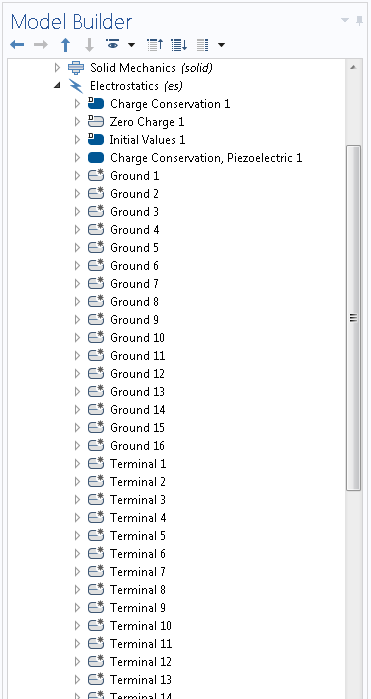 Model Builder
Solid Mechanics (solid)
Electrostatics (es)
Charge Conservation 1
Zero Charge 1
Initial Values 1
Charge Conservation, Piezoelectric 1
Ground 1
Ground 2
Ground 3
Ground 4
Ground 5
Ground 6
Ground 7
Ground 8
Ground 9
Ground 10
Ground 11
Ground 12
Ground 13
Ground 14
Ground 15
Ground 16
Terminal 1
Terminal 2
Terminal 3
Terminal 4
Terminal 5
Terminal 6
Terminal 7
Terminal 8
Terminal 9
Terminal 10
Terminal 11
Terminal 12
Terminal 13
Terminal 14